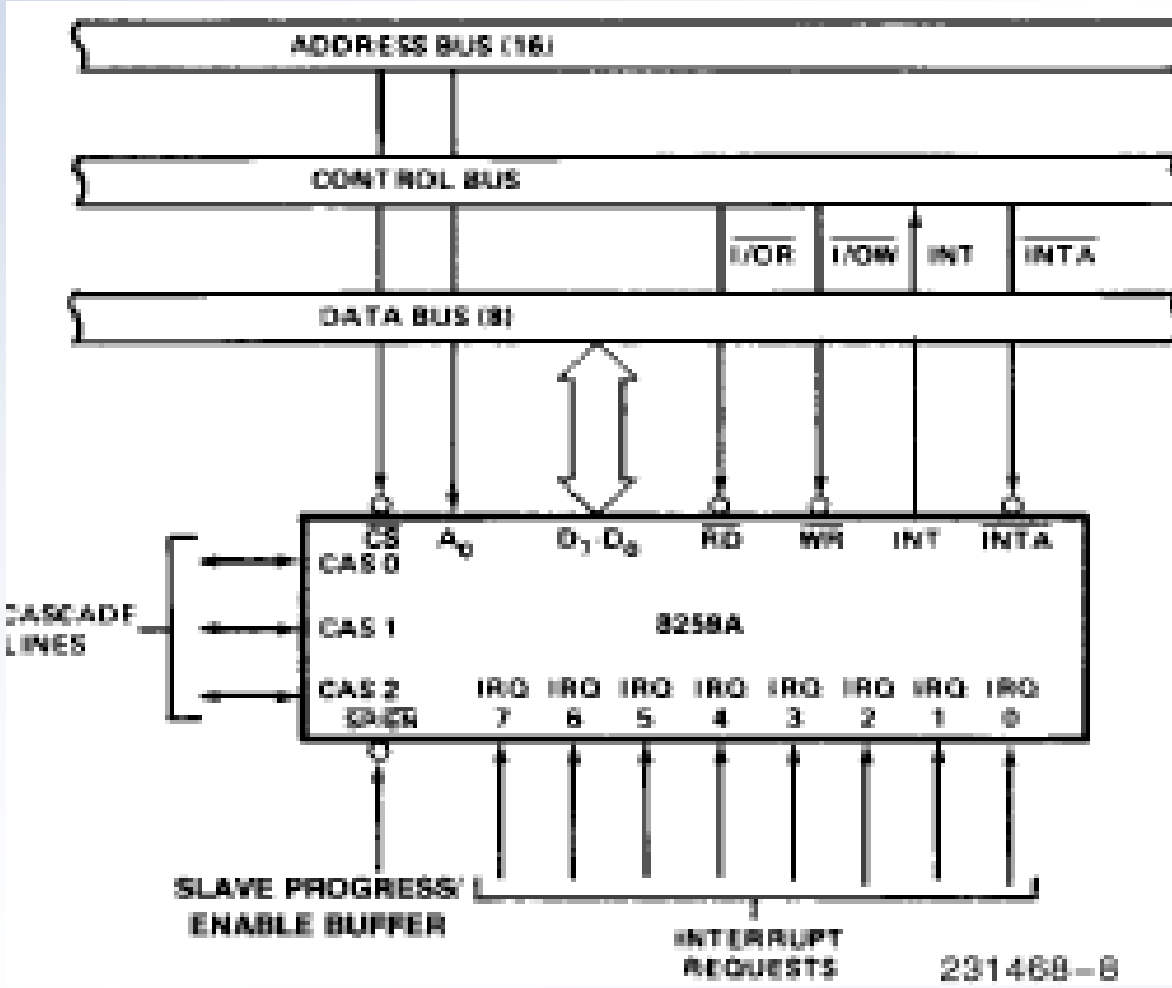 ADDRESS BUS (16)
CONTROL BUS
I/OR I/OW INT INTA
DATA BUS (8)
CS A0 D7-D0 RD WR INT INTA
CAS 0
CASCADE LINES
CAS 1
8259A
CAS 2
IRQ IRQ IRQ IRQ IRQ IRQ IRQ IRQ
SP/EN 7 6 5 4 3 2 1 0
SLAVE PROGRESS/
ENABLE BUFFER
INTERRUPT
REQUESTS
231468-8